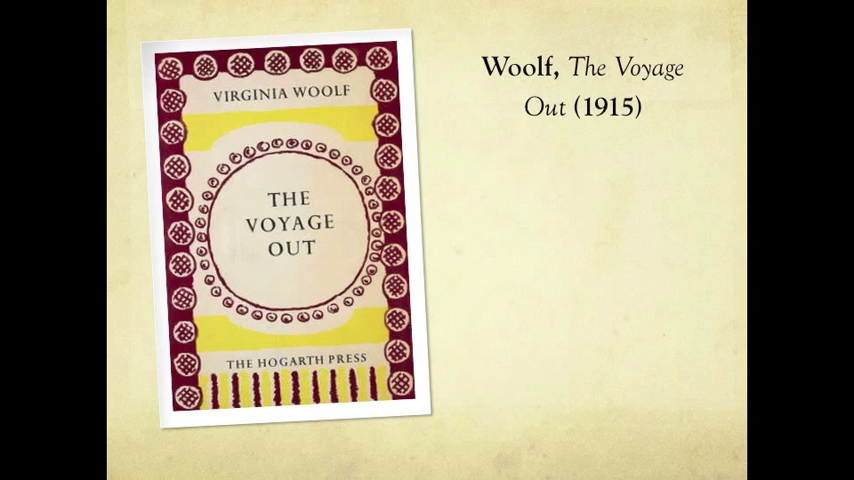 VIRGINIA WOOLF
THE
VOYAGE
OUT
THE HOGARTH PRESS
Woolf, The Voyage
Out (1915)